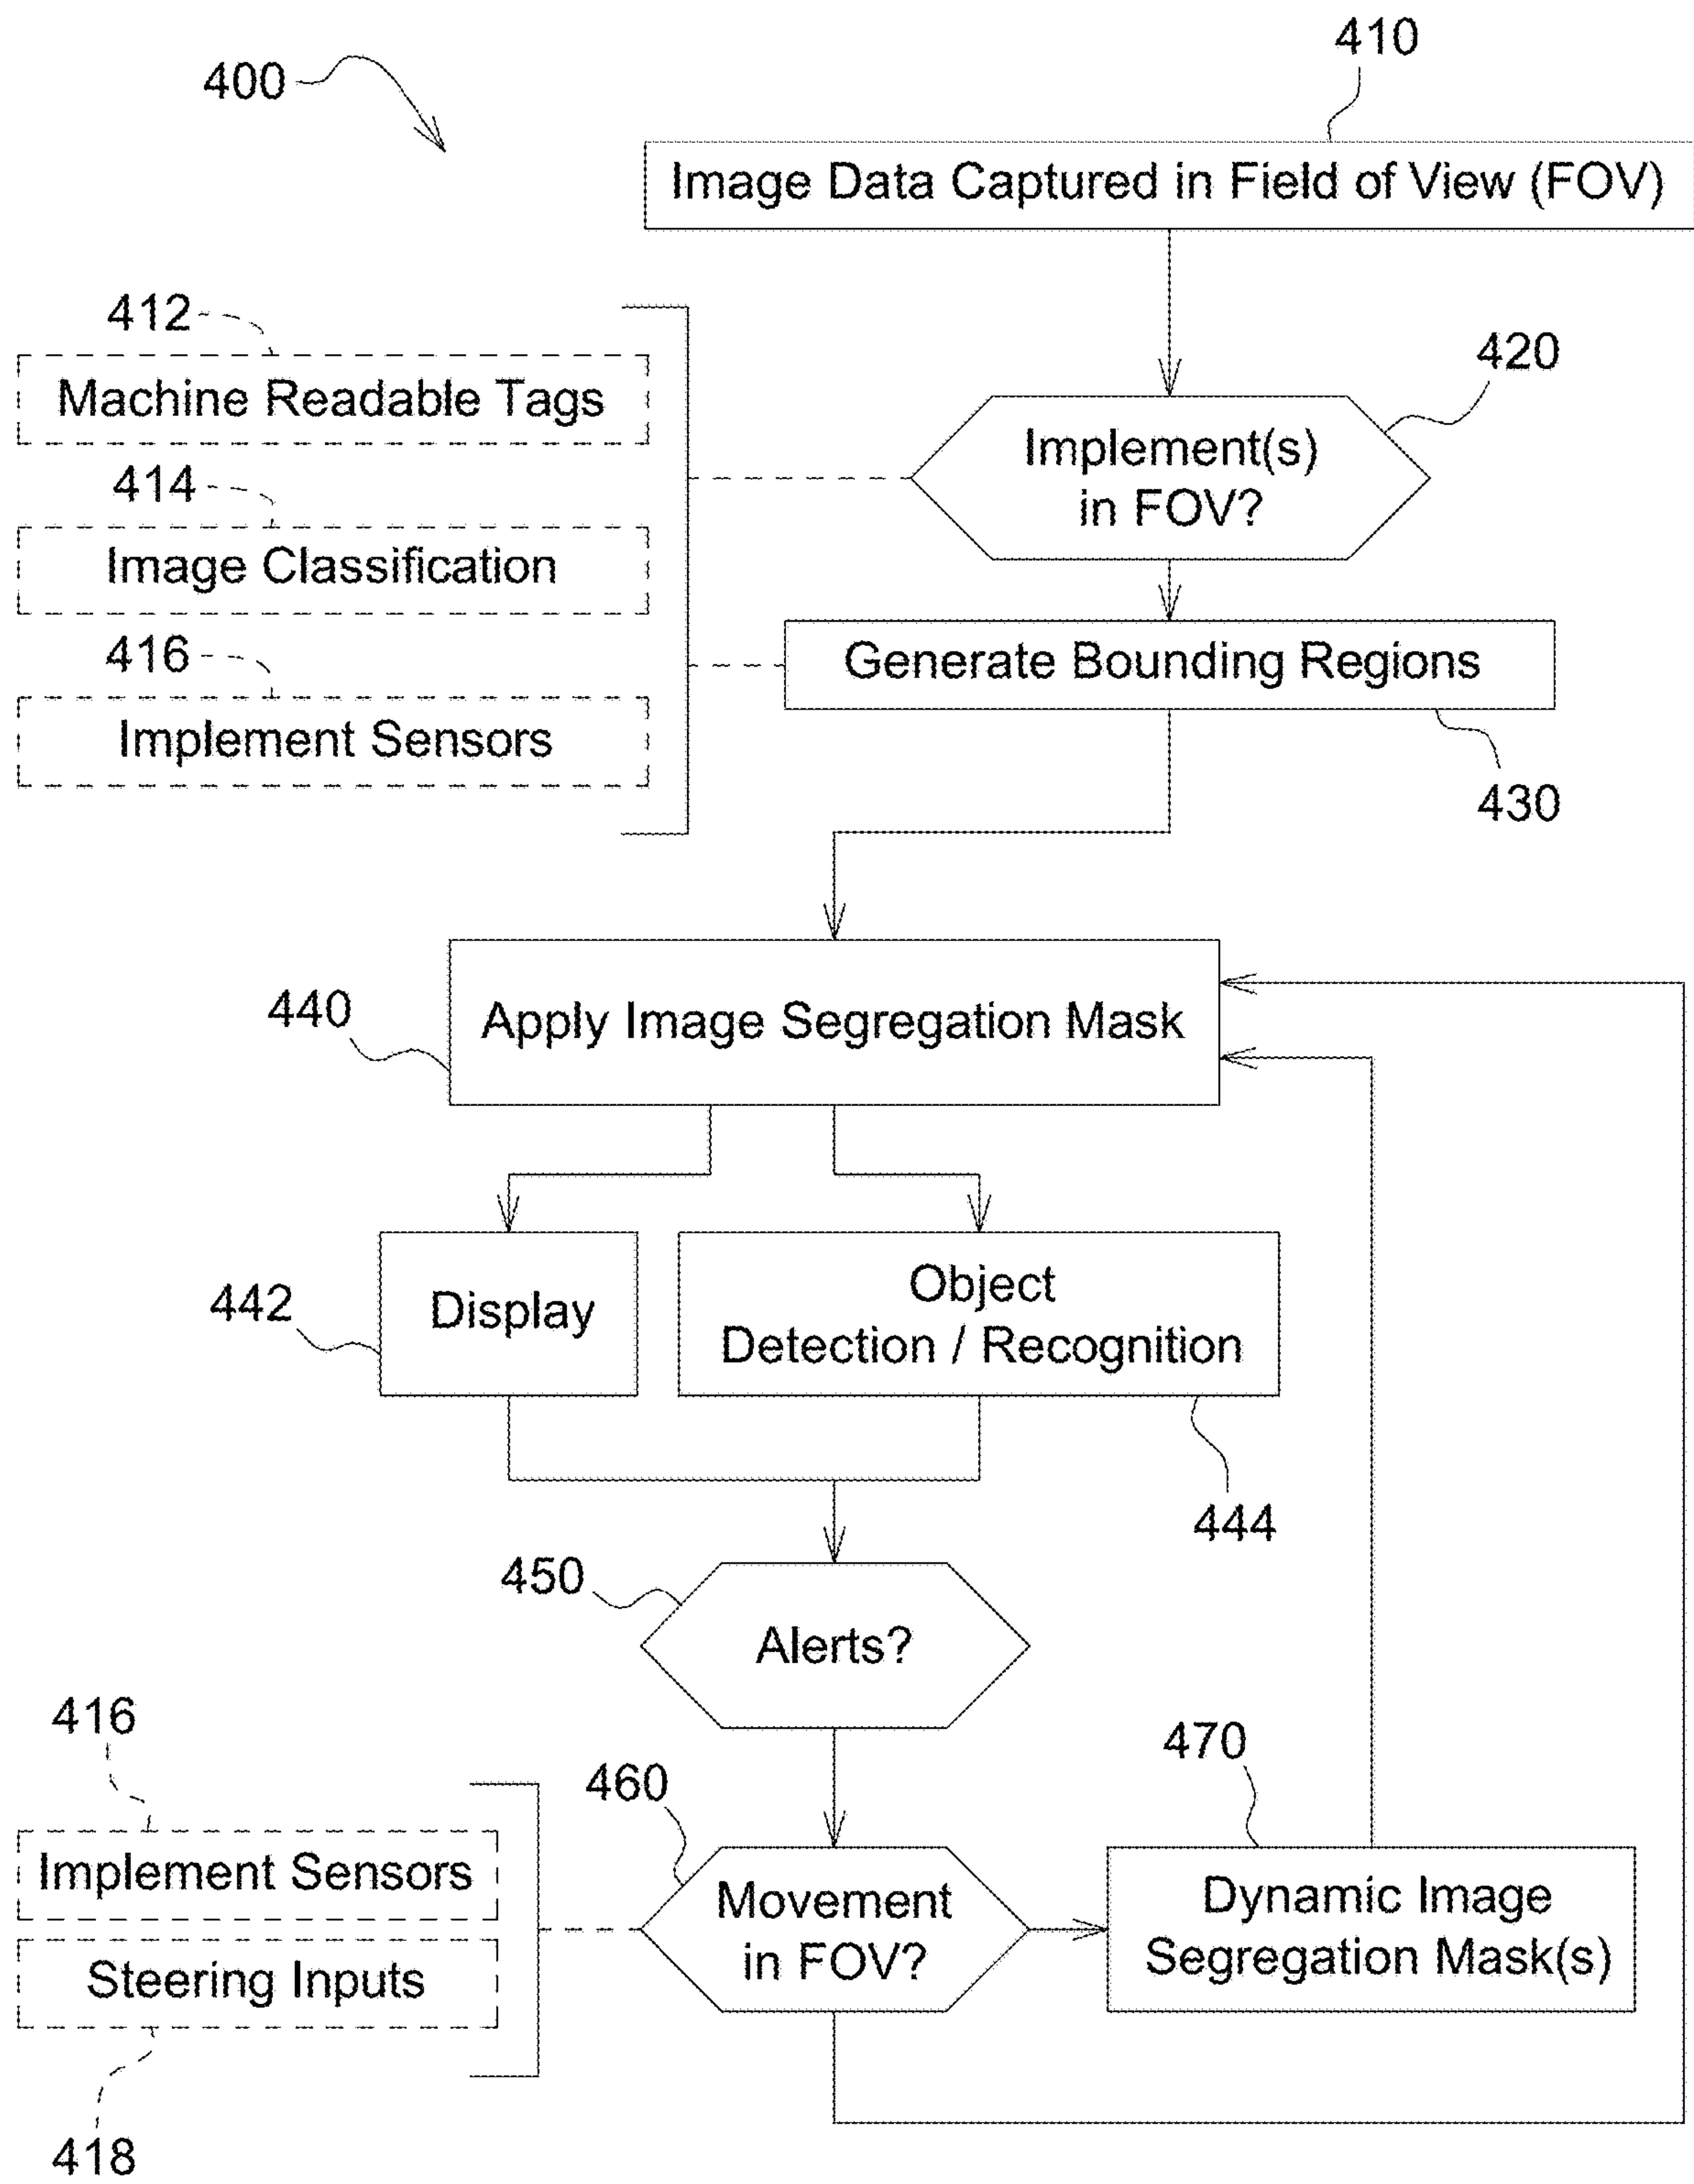 400
410
Image Data Captured in Field of View (FOV)
412
Machine Readable Tags
414
Image Classification
416
Implement Sensors
420
Implement(s)
in FOV?
Generate Bounding Regions
430
440
Apply Image Segregation Mask
442
Display
Object
Detection / Recognition
444
450
Alerts?
416
Implement Sensors
Steering Inputs
418
460
Movement
in FOV?
470
Dynamic Image
Segregation Mask(s)